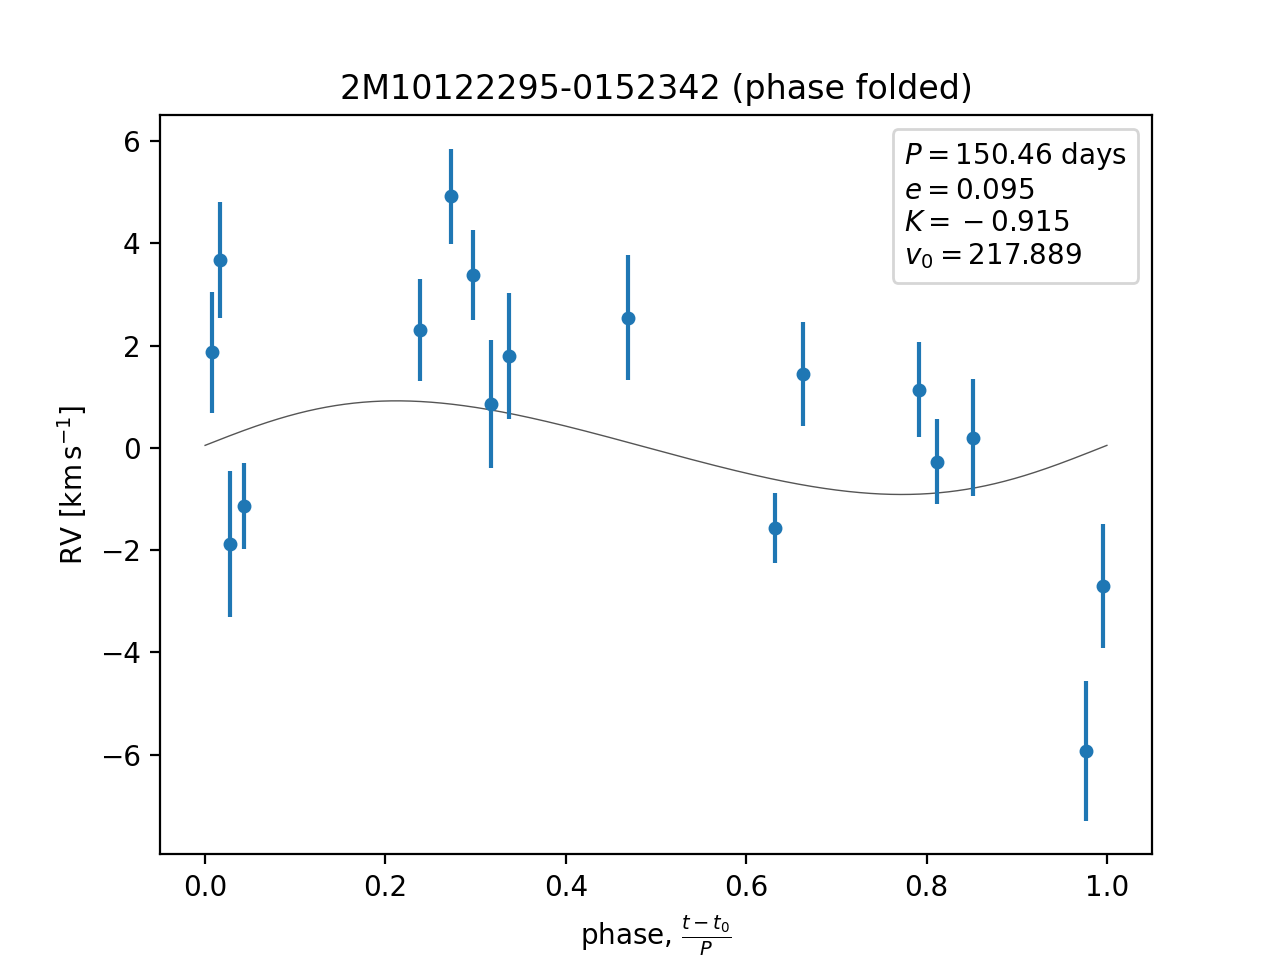 2M10122295-0152342 (phase folded)
P = 150.46 days
e = 0.095
K = −0.915
v₀ = 217.889
6
4
2
0
−2
−4
−6
RV [km s⁻¹]
0.0 0.2 0.4 0.6 0.8 1.0
phase, (t − t₀)/P